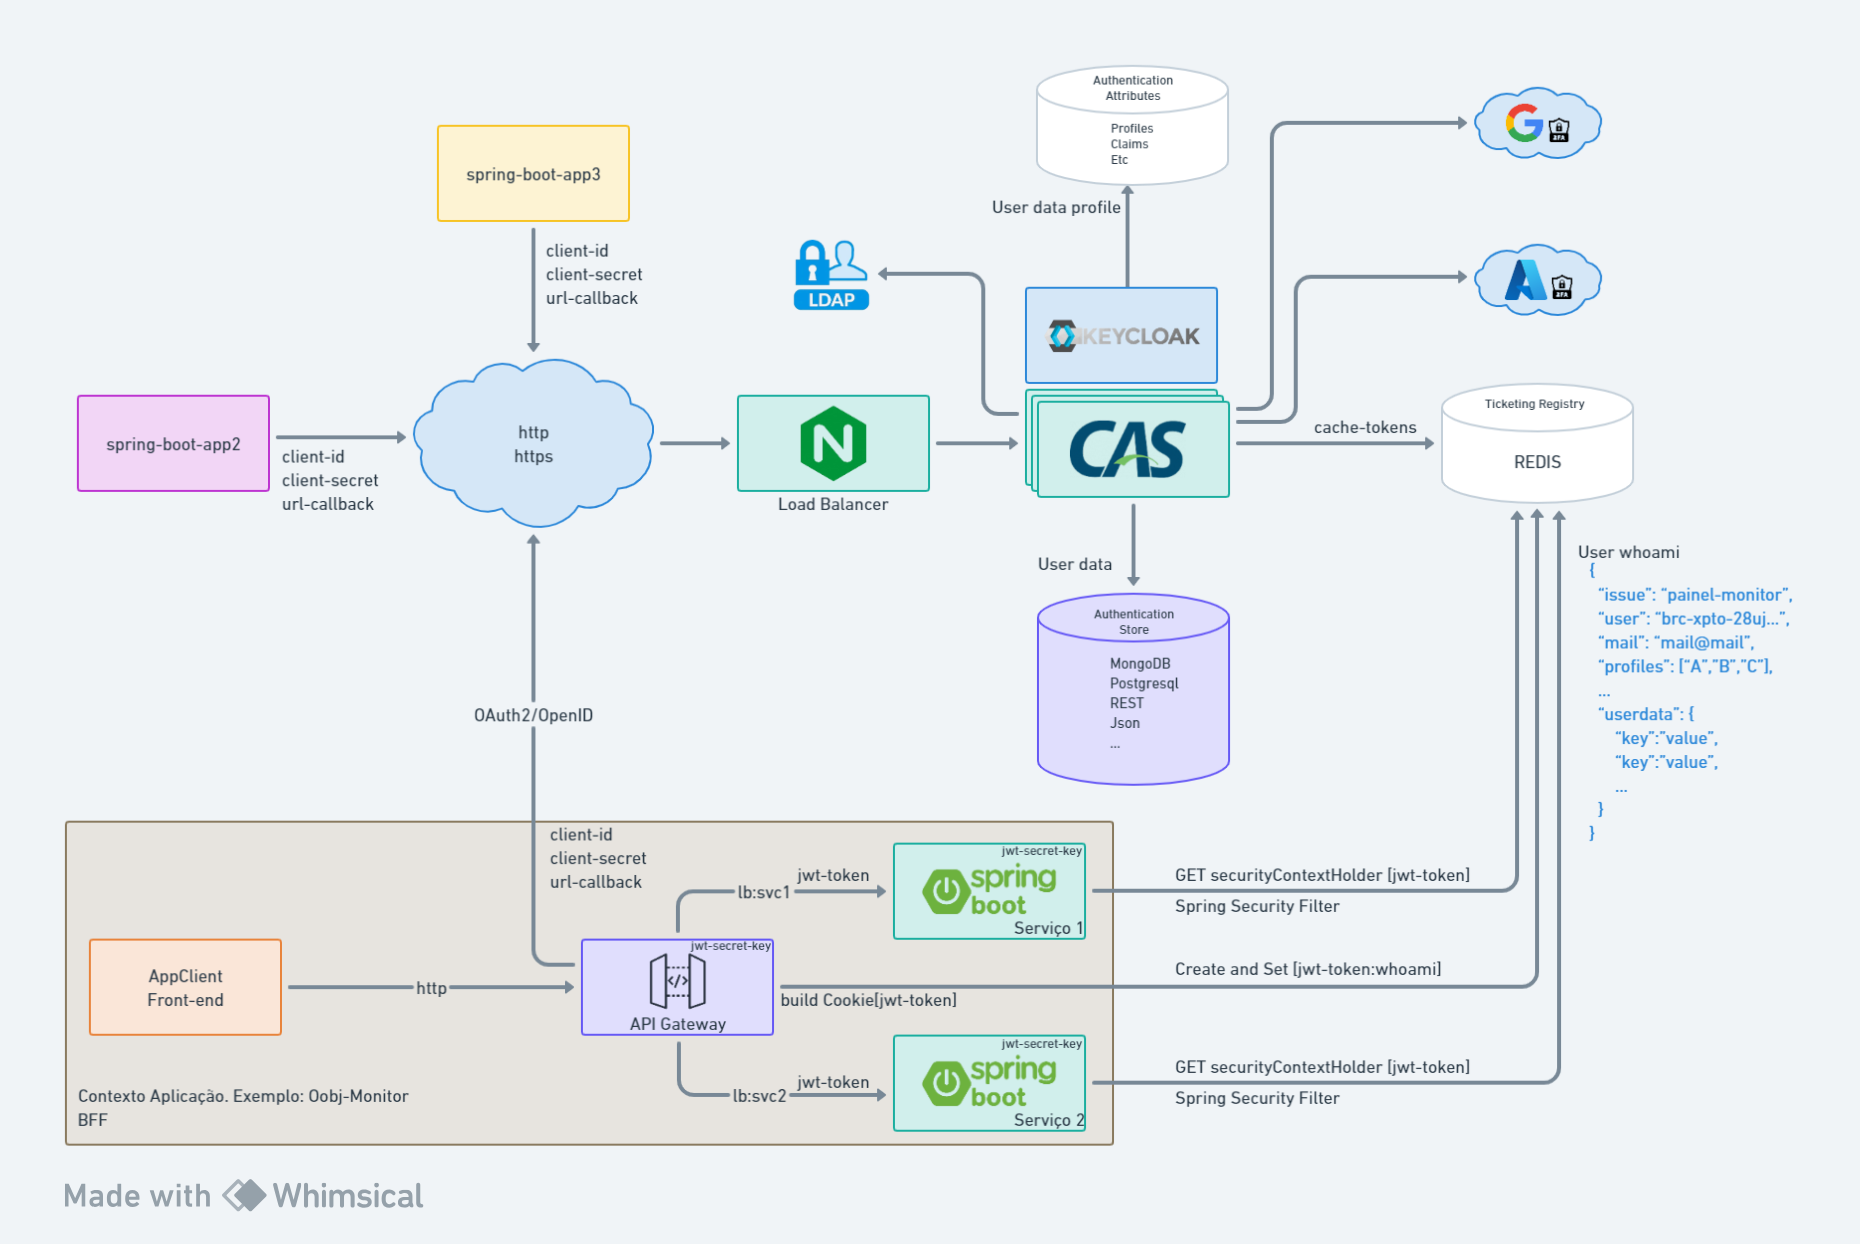 Authentication
Attributes
Profiles
Claims
Etc
User data profile
2FA
2FA
spring-boot-app3
client-id
client-secret
url-callback
LDAP
KEYCLOAK
spring-boot-app2
client-id
client-secret
url-callback
http
https
N
Load Balancer
CAS
cache-tokens
Ticketing Registry
REDIS
User data
Authentication
Store
MongoDB
Postgresql
REST
Json
...
User whoami
{
“issue”: “painel-monitor”,
“user”: “brc-xpto-28uj...”,
“mail”: “mail@mail”,
“profiles”: [“A”,”B”,”C”],
...
“userdata”: {
“key”:”value”,
“key”:”value”,
...
}
}
OAuth2/OpenID
client-id
client-secret
url-callback
AppClient
Front-end
http
jwt-secret-key
</>
API Gateway
lb:svc1
jwt-token
jwt-secret-key
spring
boot
Serviço 1
GET securityContextHolder [jwt-token]
Spring Security Filter
Create and Set [jwt-token:whoami]
build Cookie[jwt-token]
lb:svc2
jwt-token
jwt-secret-key
spring
boot
Serviço 2
GET securityContextHolder [jwt-token]
Spring Security Filter
Contexto Aplicação. Exemplo: Oobj-Monitor
BFF
Made with Whimsical